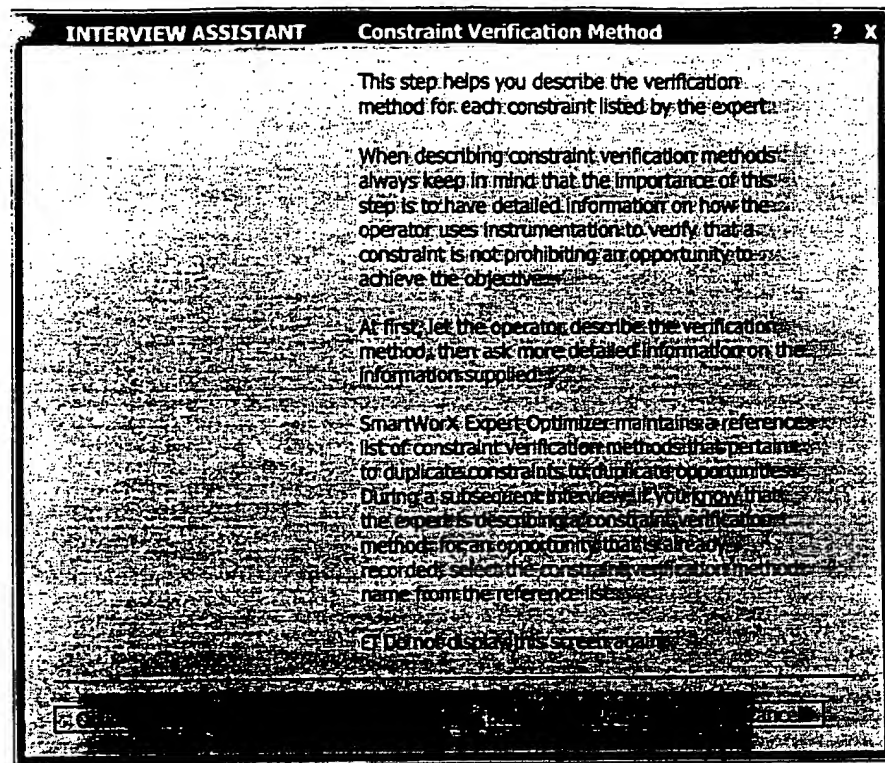 INTERVIEW ASSISTANT Constraint Verification Method ? X
This step helps you describe the verification
method for each constraint listed by the expert.
When describing constraint verification methods
always keep in mind that the importance of this
step is to have detailed information on how the
operator uses instrumentation to verify that a
constraint is not prohibiting an opportunity to
achieve the objective.
At first, let the operator describe the verification
method, then ask more detailed information on the
information supplied.
SmartWorX Expert Optimizer maintains a reference
list of constraint verification methods that pertain
to duplicate constraints to duplicate opportunities.
During a subsequent interview, if you know that
the expert is describing a constraint verification
method, for an opportunity that is already
recorded, select the constraint verification method
name from the reference list.
Do not display this screen again